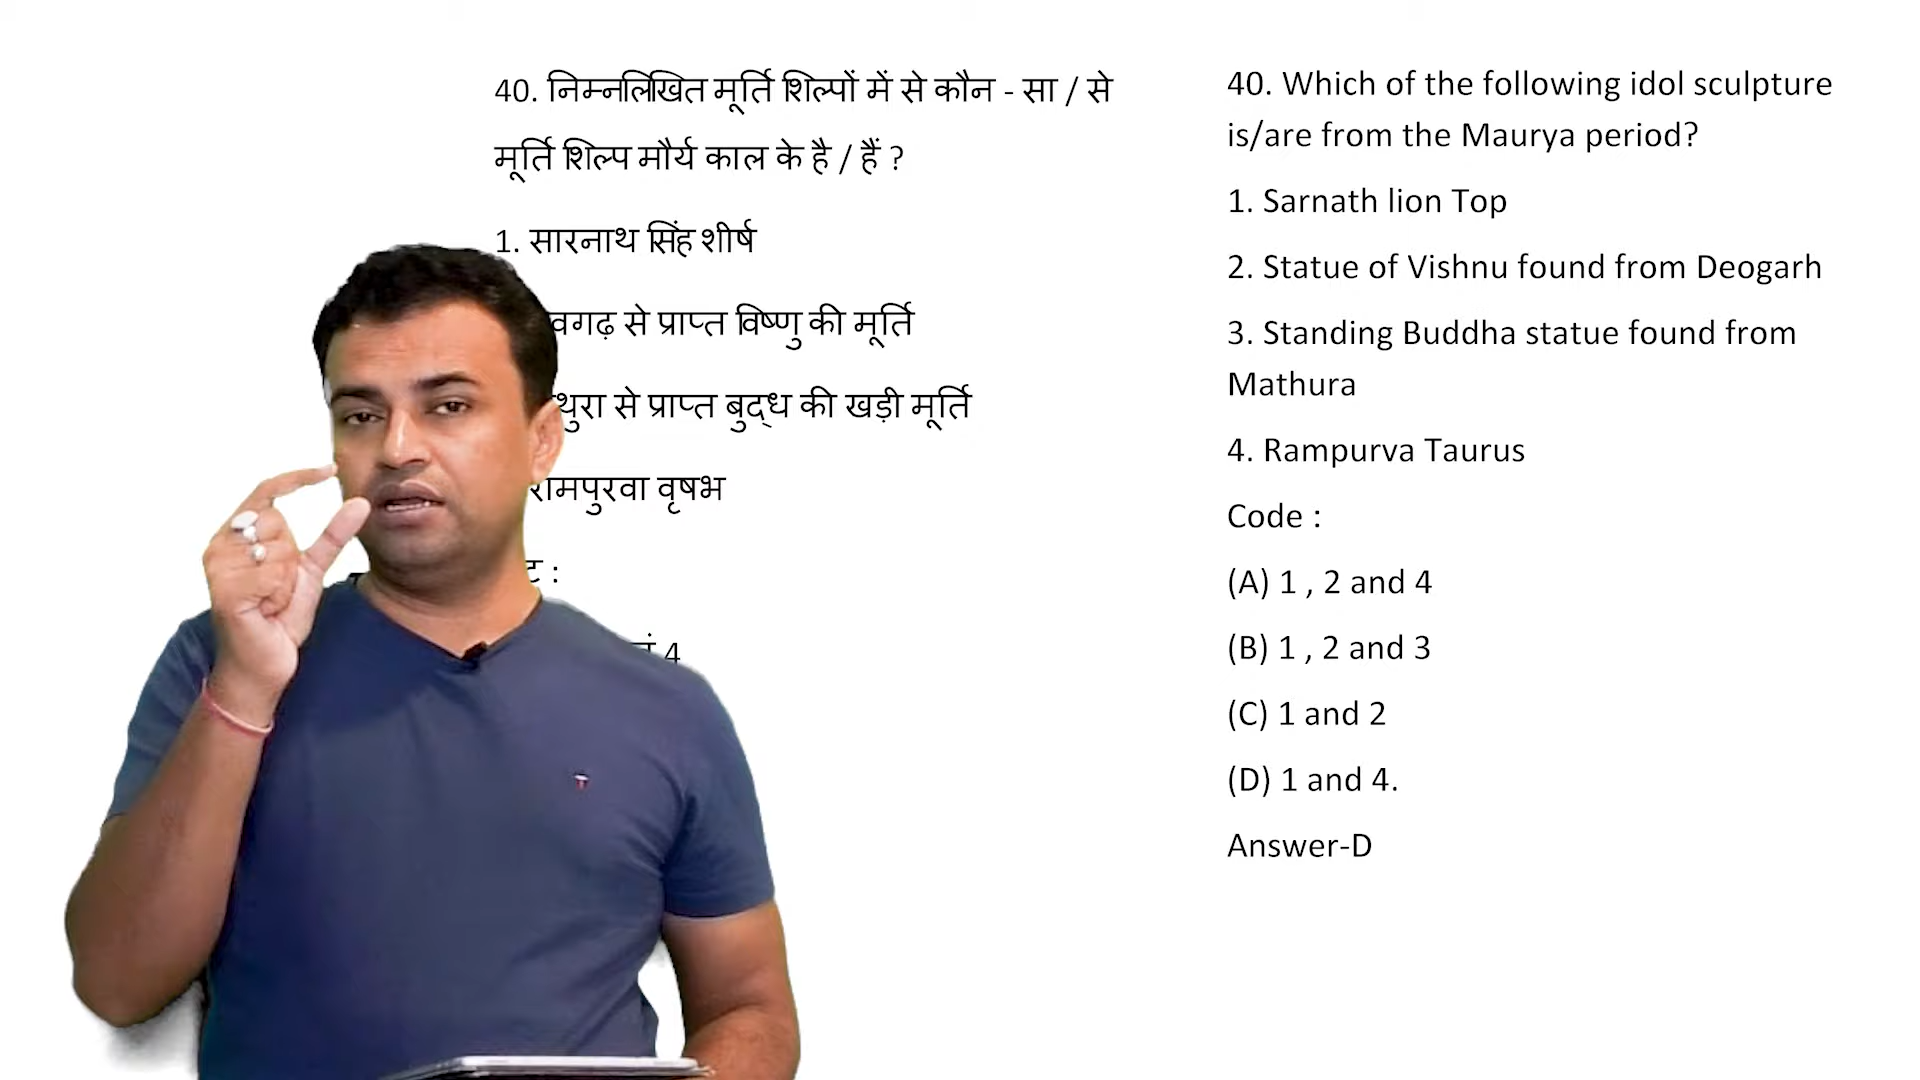 40. निम्नलिखित मूर्ति शिल्पों में से कौन - सा / से
मूर्ति शिल्प मौर्य काल के है / हैं ?
1. सारनाथ सिंह शीर्ष
से प्राप्त विष्णु की मूर्ति
से प्राप्त बुद्ध की खड़ी मूर्ति
रामपुरवा वृषभ
:
4
40. Which of the following idol sculpture
is/are from the Maurya period?
1. Sarnath lion Top
2. Statue of Vishnu found from Deogarh
3. Standing Buddha statue found from
Mathura
4. Rampurva Taurus
Code :
(A) 1 , 2 and 4
(B) 1 , 2 and 3
(C) 1 and 2
(D) 1 and 4.
Answer-D